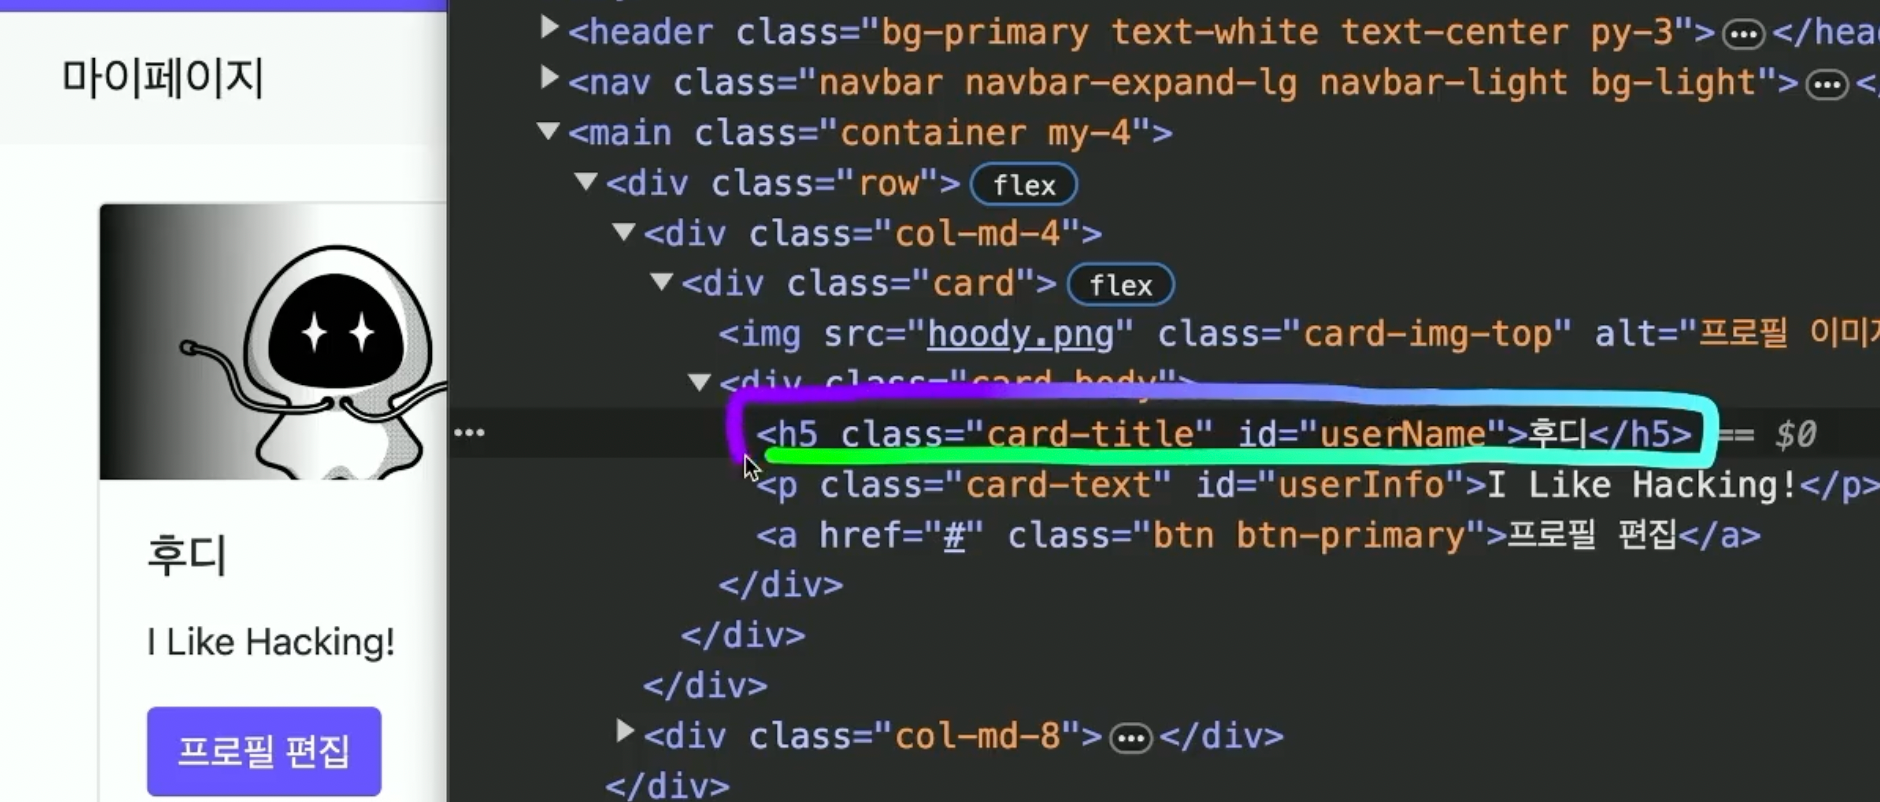 마이페이지
후디
I Like Hacking!
프로필 편집
<header class="bg-primary text-white text-center py-3">…</hea
<nav class="navbar navbar-expand-lg navbar-light bg-light">…<
<main class="container my-4">
<div class="row"> flex
<div class="col-md-4">
<div class="card"> flex
<img src="hoody.png" class="card-img-top" alt="프로필 이미지
<div class="card-body">
… <h5 class="card-title" id="userName">후디</h5> == $0
<p class="card-text" id="userInfo">I Like Hacking!</p>
<a href="#" class="btn btn-primary">프로필 편집</a>
</div>
</div>
</div>
<div class="col-md-8">…</div>
</div>